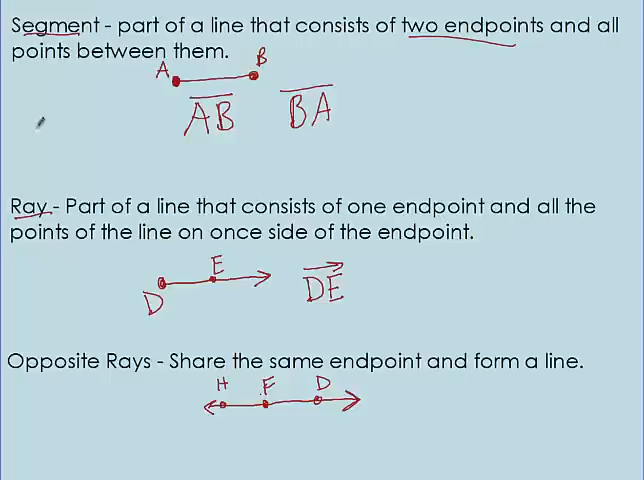 Segment - part of a line that consists of two endpoints and all
points between them.
A B
AB BA
Ray - Part of a line that consists of one endpoint and all the
points of the line on once side of the endpoint.
D E DE
Opposite Rays - Share the same endpoint and form a line.
H F D